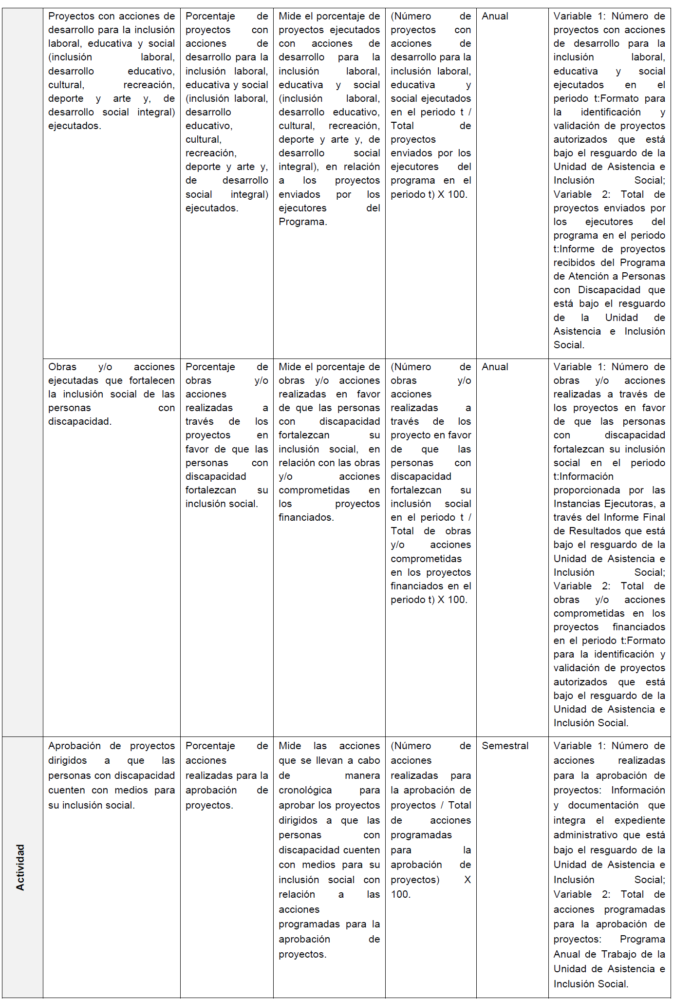 Proyectos con acciones de
desarrollo para la inclusión
laboral, educativa y social
(inclusión laboral,
desarrollo educativo,
cultural, recreación,
deporte y arte y, de
desarrollo social integral)
ejecutados.
Porcentaje de
proyectos con
acciones de
desarrollo para la
inclusión laboral,
educativa y social
(inclusión laboral,
desarrollo
educativo,
cultural,
recreación,
deporte y arte y,
de desarrollo
social integral)
ejecutados.
Mide el porcentaje de
proyectos ejecutados
con acciones de
desarrollo para la
inclusión laboral,
educativa y social
(inclusión laboral,
desarrollo educativo,
cultural, recreación,
deporte y arte y, de
desarrollo social
integral), en relación
a los proyectos
enviados por los
ejecutores del
Programa.
(Número de
proyectos con
acciones de
desarrollo para la
inclusión laboral,
educativa y
social ejecutados
en el periodo t /
Total de
proyectos
enviados por los
ejecutores del
programa en el
periodo t) X 100.
Anual
Variable 1: Número de
proyectos con acciones
de desarrollo para la
inclusión laboral,
educativa y social
ejecutados en el
periodo t:Formato para
la identificación y
validación de proyectos
autorizados que está
bajo el resguardo de la
Unidad de Asistencia e
Inclusión Social;
Variable 2: Total de
proyectos enviados por
los ejecutores del
programa en el periodo
t:Informe de proyectos
recibidos del Programa
de Atención a Personas
con Discapacidad que
está bajo el resguardo
de la Unidad de
Asistencia e Inclusión
Social.
Obras y/o acciones
ejecutadas que fortalecen
la inclusión social de las
personas con
discapacidad.
Porcentaje de
obras y/o
acciones
realizadas a
través de los
proyectos en
favor de que las
personas con
discapacidad
fortalezcan su
inclusión social.
Mide el porcentaje de
obras y/o acciones
realizadas en favor
de que las personas
con discapacidad
fortalezcan su
inclusión social, en
relación con las obras
y/o acciones
comprometidas en
los proyectos
financiados.
(Número de
obras y/o
acciones
realizadas a
través de los
proyecto en favor
de que las
personas con
discapacidad
fortalezcan su
inclusión social
en el periodo t /
Total de obras
y/o acciones
comprometidas
en los proyectos
financiados en el
periodo t) X 100.
Anual
Variable 1: Número de
obras y/o acciones
realizadas a través de
los proyectos en favor
de que las personas
con discapacidad
fortalezcan su inclusión
social en el periodo
t:Información
proporcionada por las
Instancias Ejecutoras, a
través del Informe Final
de Resultados que está
bajo el resguardo de la
Unidad de Asistencia e
Inclusión Social;
Variable 2: Total de
obras y/o acciones
comprometidas en los
proyectos financiados
en el periodo t:Formato
para la identificación y
validación de proyectos
autorizados que está
bajo el resguardo de la
Unidad de Asistencia e
Inclusión Social.
Actividad
Aprobación de proyectos
dirigidos a que las
personas con discapacidad
cuenten con medios para
su inclusión social.
Porcentaje de
acciones
realizadas para la
aprobación de
proyectos.
Mide las acciones
que se llevan a cabo
de manera
cronológica para
aprobar los proyectos
dirigidos a que las
personas con
discapacidad cuenten
con medios para su
inclusión social con
relación a las
acciones
programadas para la
aprobación de
proyectos.
(Número de
acciones
realizadas para
la aprobación de
proyectos / Total
de acciones
programadas
para la
aprobación de
proyectos) X
100.
Semestral
Variable 1: Número de
acciones realizadas
para la aprobación de
proyectos: Información
y documentación que
integra el expediente
administrativo que está
bajo el resguardo de la
Unidad de Asistencia e
Inclusión Social;
Variable 2: Total de
acciones programadas
para la aprobación de
proyectos: Programa
Anual de Trabajo de la
Unidad de Asistencia e
Inclusión Social.